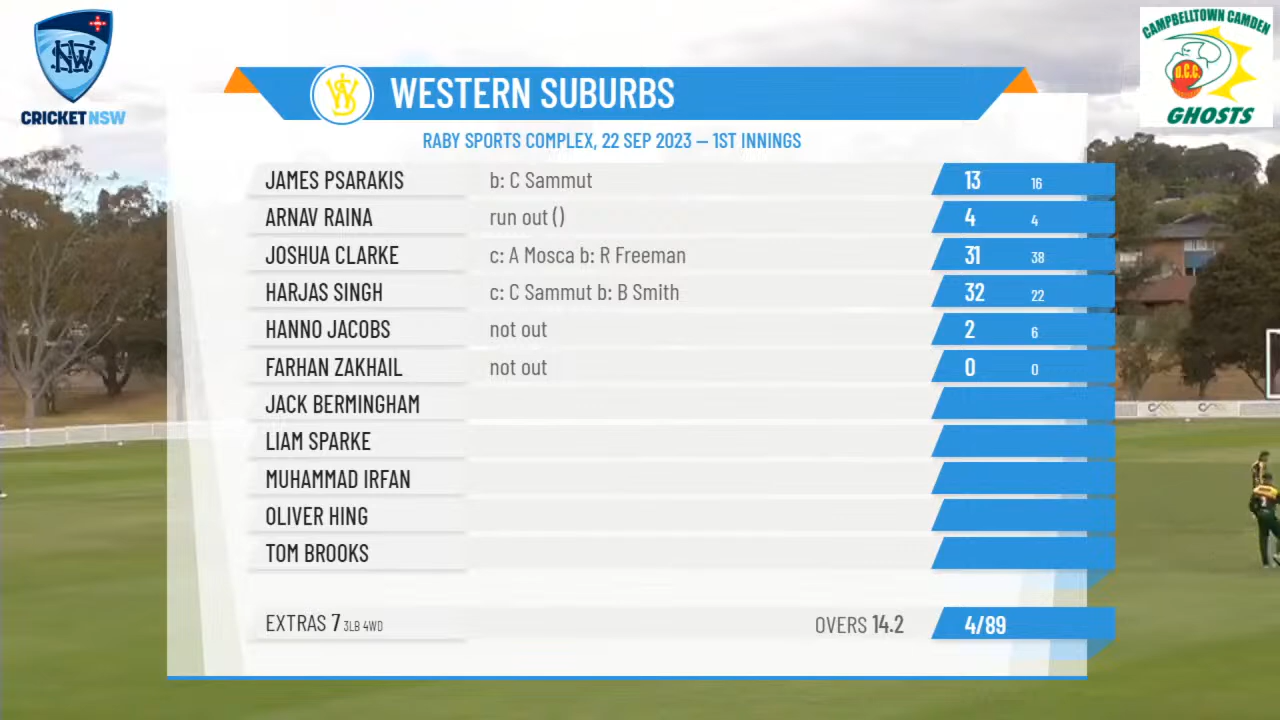 CRICKET NSW
CAMPBELLTOWN CAMDEN
D.C.C.
GHOSTS
WESTERN SUBURBS
RABY SPORTS COMPLEX, 22 SEP 2023 – 1ST INNINGS
JAMES PSARAKIS b: C Sammut 13 16
ARNAV RAINA run out () 4 4
JOSHUA CLARKE c: A Mosca b: R Freeman 31 38
HARJAS SINGH c: C Sammut b: B Smith 32 22
HANNO JACOBS not out 2 6
FARHAN ZAKHAIL not out 0 0
JACK BERMINGHAM
LIAM SPARKE
MUHAMMAD IRFAN
OLIVER HING
TOM BROOKS
EXTRAS 7 3LB 4WD OVERS 14.2 4/89